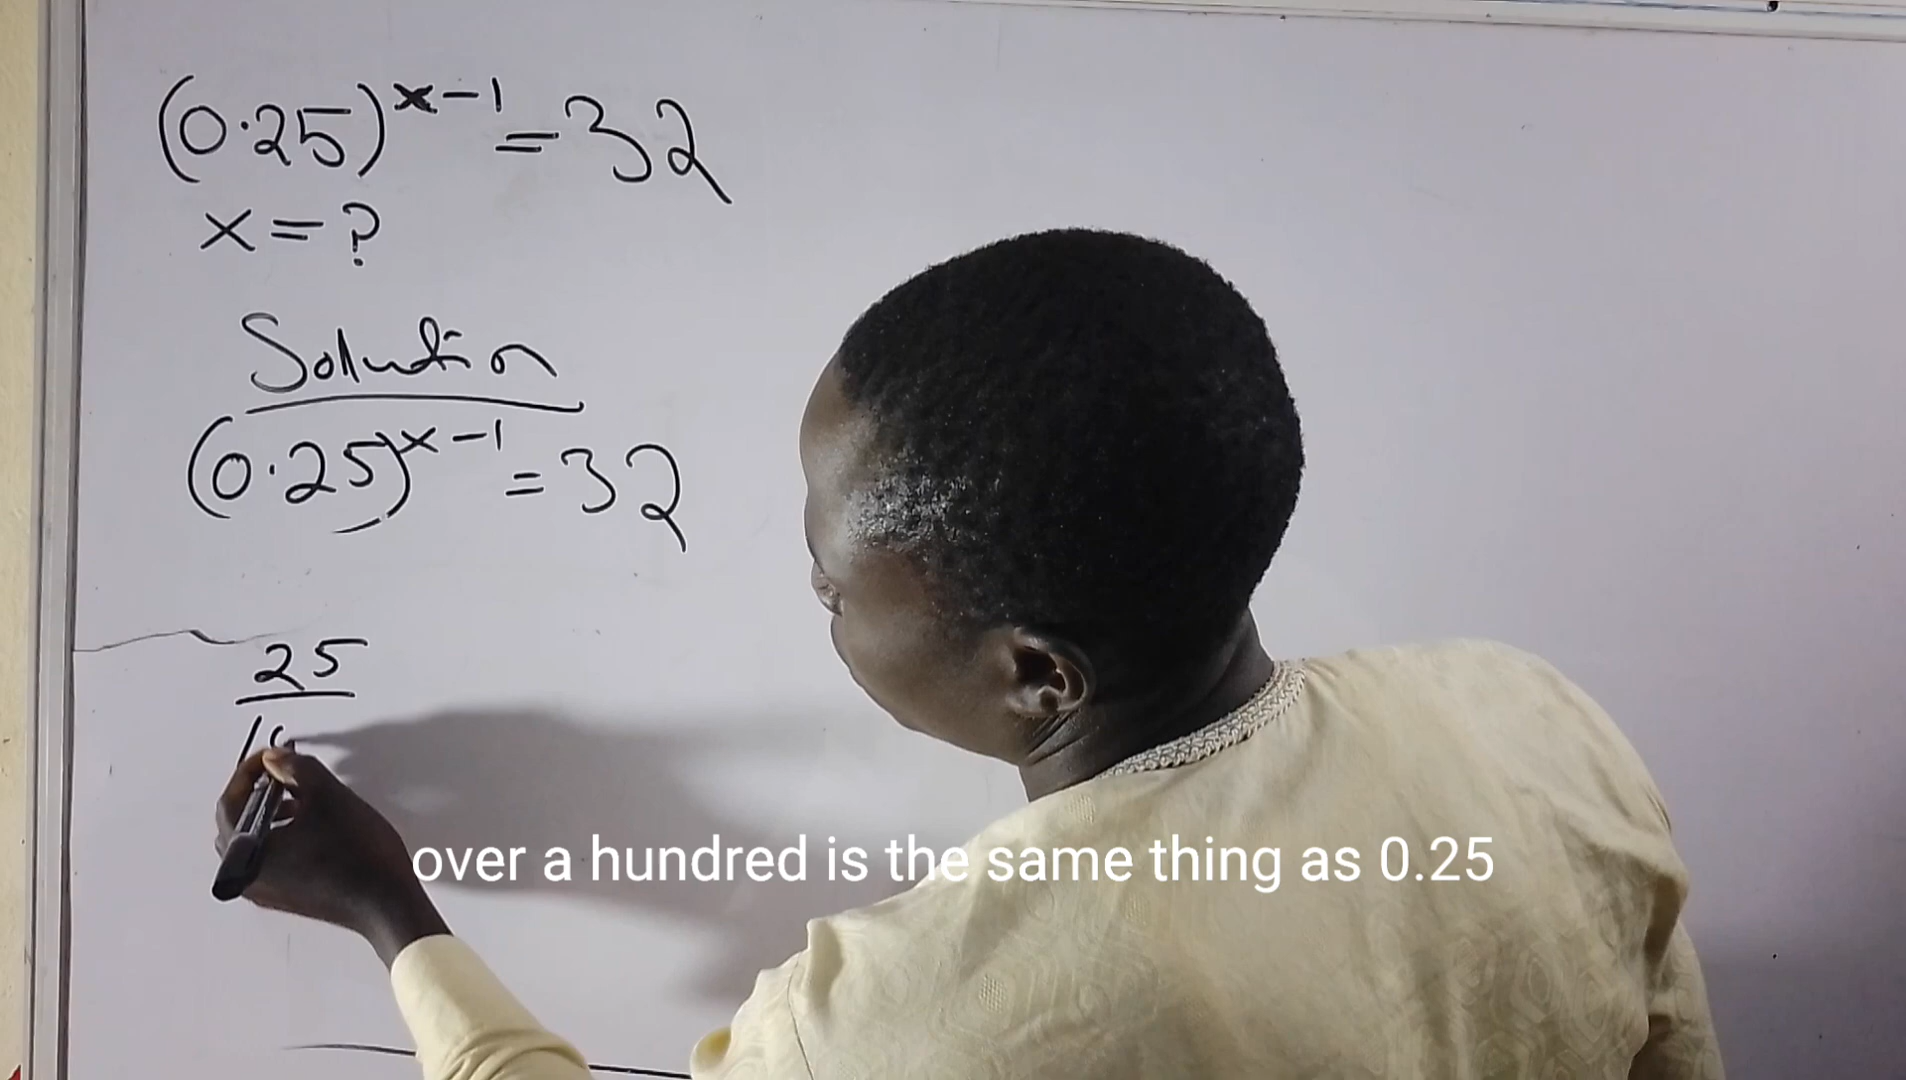 (0.25)^x-1 = 32
x = ?
Solution
(0.25)^x-1 = 32
25
10
over a hundred is the same thing as 0.25